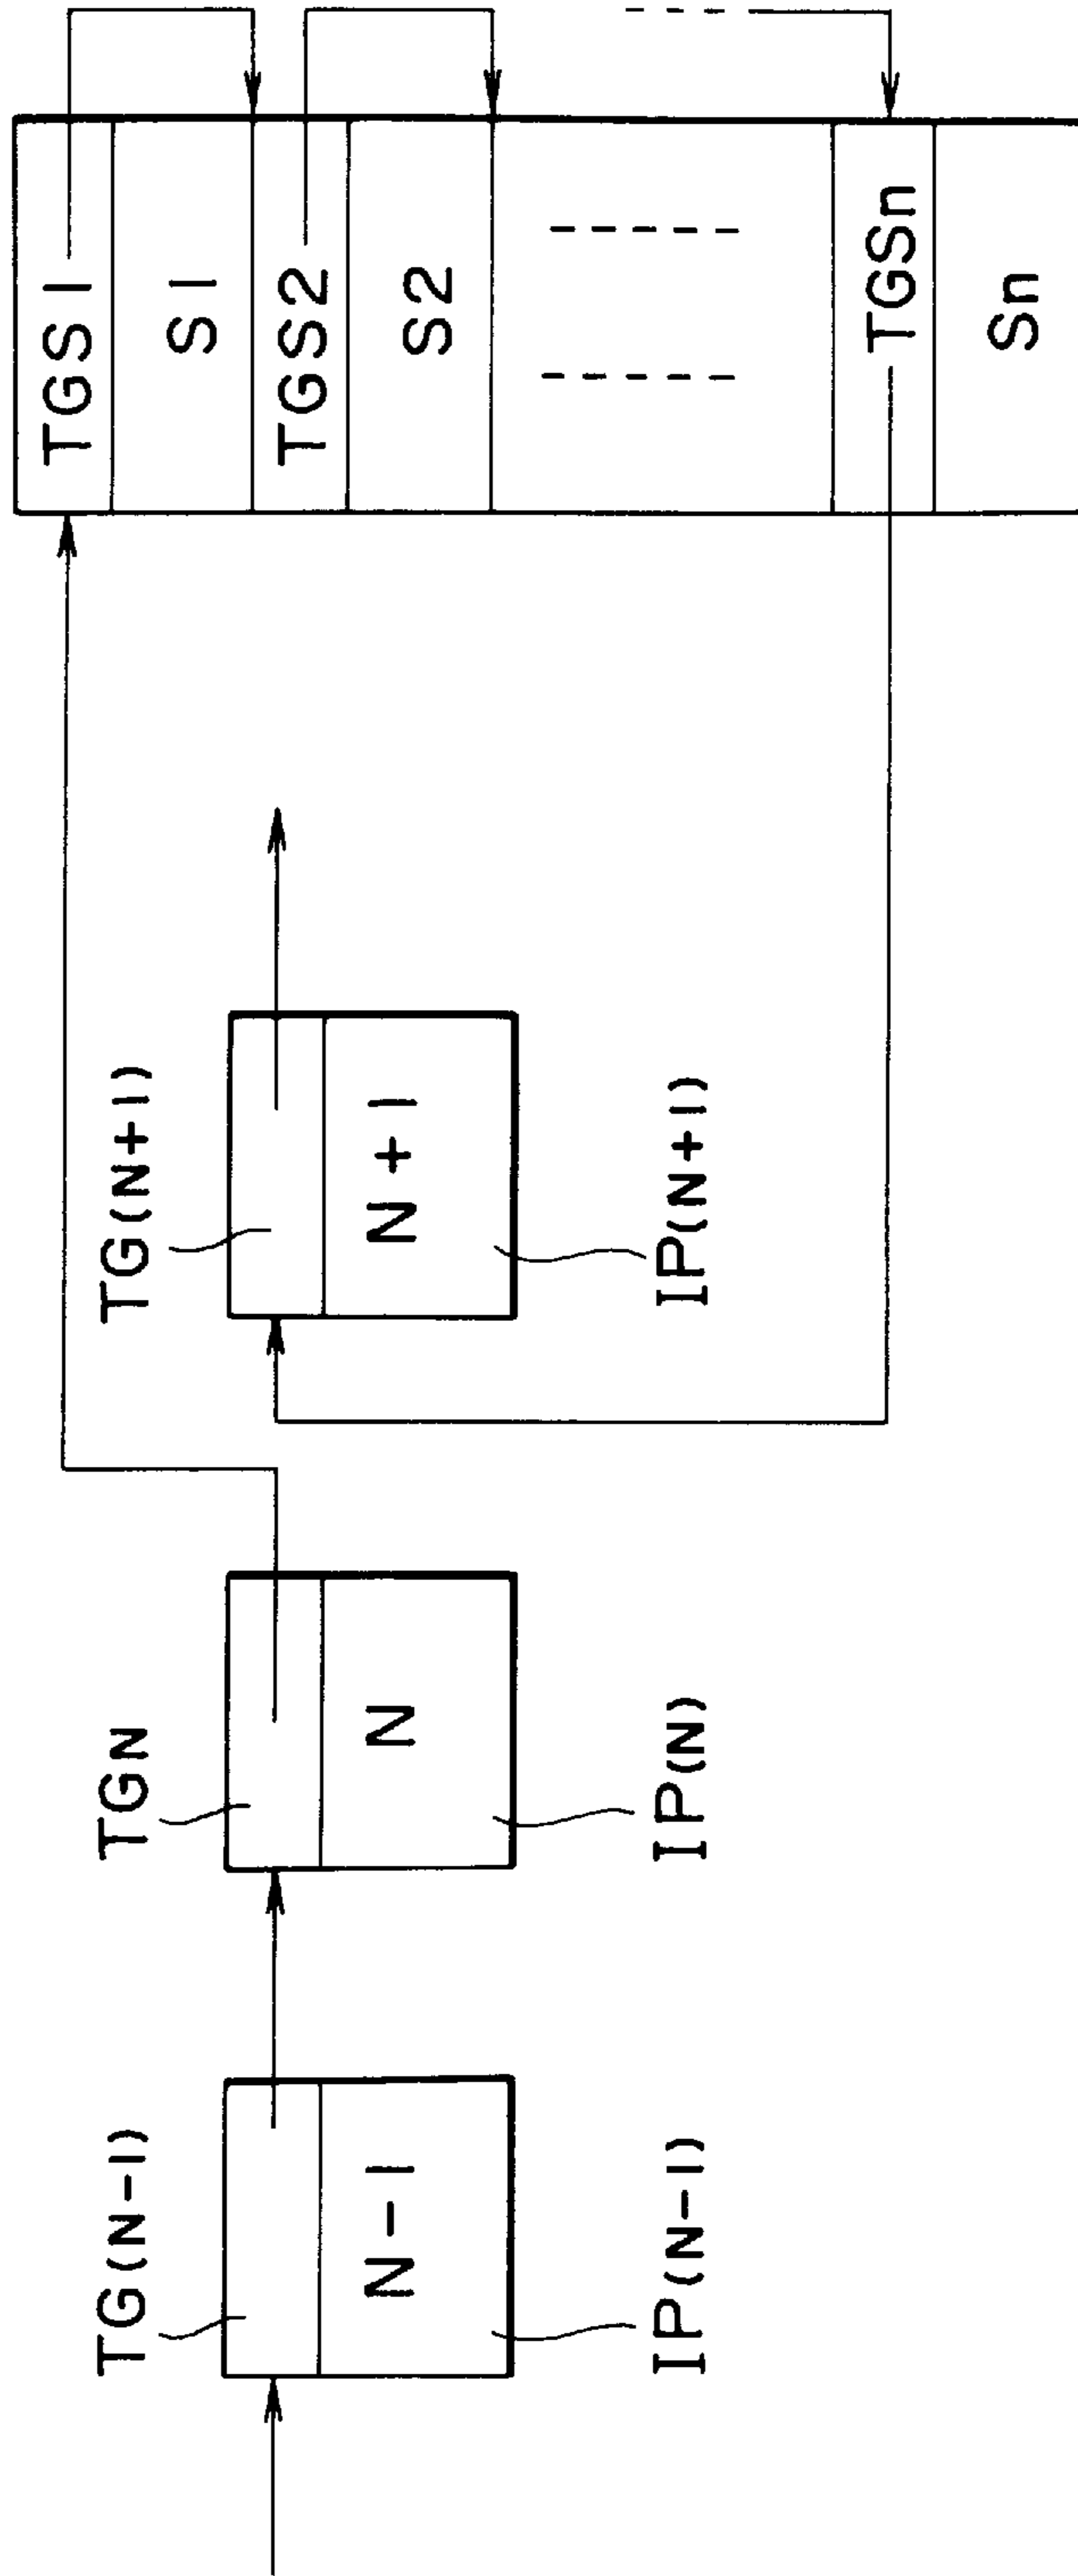 TG(N-1)
N-1
IP(N-1)
TGN
N
IP(N)
TG(N+1)
N+1
IP(N+1)
TGS1
S1
TGS2
S2
TGSn
Sn